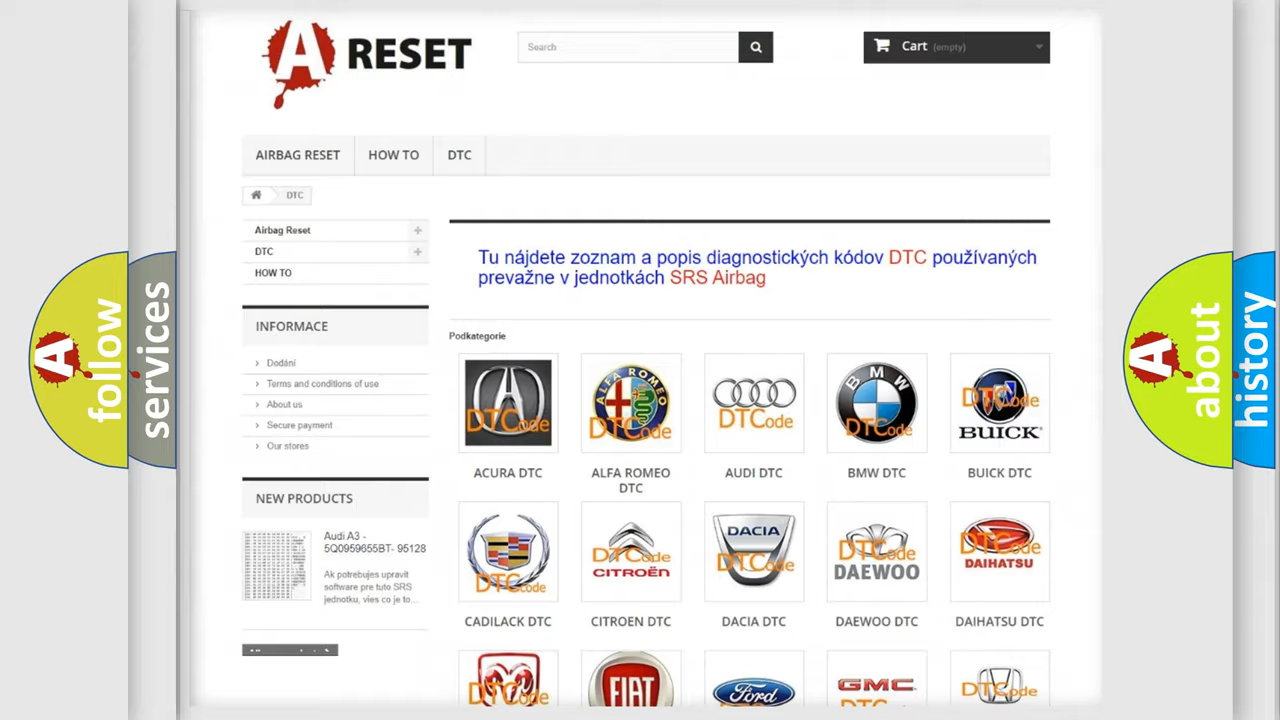 A RESET
Search
Cart (empty)
AIRBAG RESET
HOW TO
DTC
DTC
Airbag Reset
DTC
HOW TO
INFORMACE
Dodání
Terms and conditions of use
About us
Secure payment
Our stores
NEW PRODUCTS
Audi A3 -
5Q0959655BT- 95128
Ak potrebujes upravit
software pre tuto SRS
jednotku, vies co je to...
Tu nájdete zoznam a popis diagnostických kódov DTC používaných
prevažne v jednotkách SRS Airbag
Podkategorie
DTCode
ALFA ROMEO
DTCode
DTCode
BMW
DTCode
DTCode
BUICK
ACURA DTC
ALFA ROMEO
DTC
AUDI DTC
BMW DTC
BUICK DTC
DTCode
DTCode
CITROËN
DACIA
DTCode
DTCode
DAEWOO
DTCode
DAIHATSU
CADILACK DTC
CITROEN DTC
DACIA DTC
DAEWOO DTC
DAIHATSU DTC
DTCode
FIAT
Ford
GMC
DTCode
A follow
services
A about
history